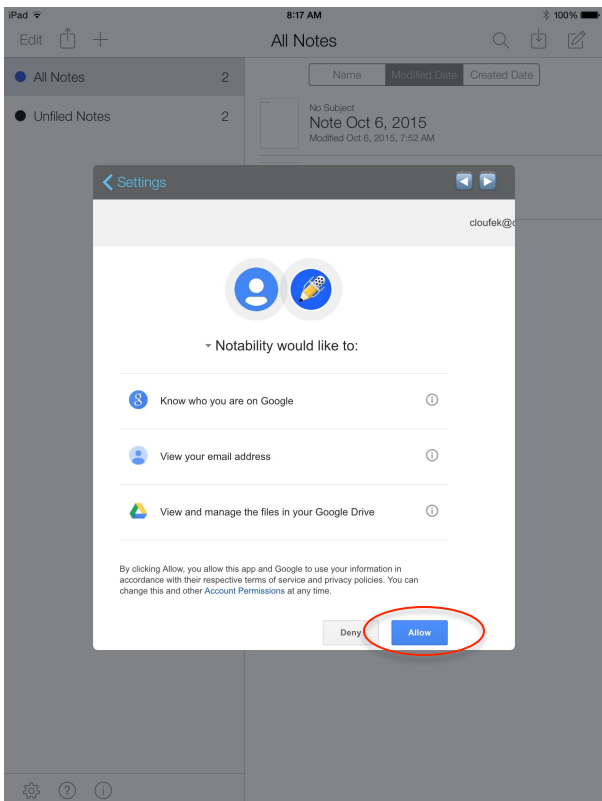 iPad 8:17 AM 100%
Edit All Notes
All Notes 2
Unfiled Notes 2
Name Modified Date Created Date
No Subject
Note Oct 6, 2015
Modified Oct 6, 2015, 7:52 AM
Settings
cloufek@
Notability would like to:
8 Know who you are on Google
View your email address
View and manage the files in your Google Drive
By clicking Allow, you allow this app and Google to use your information in
accordance with their respective terms of service and privacy policies. You can
change this and other Account Permissions at any time.
Deny Allow